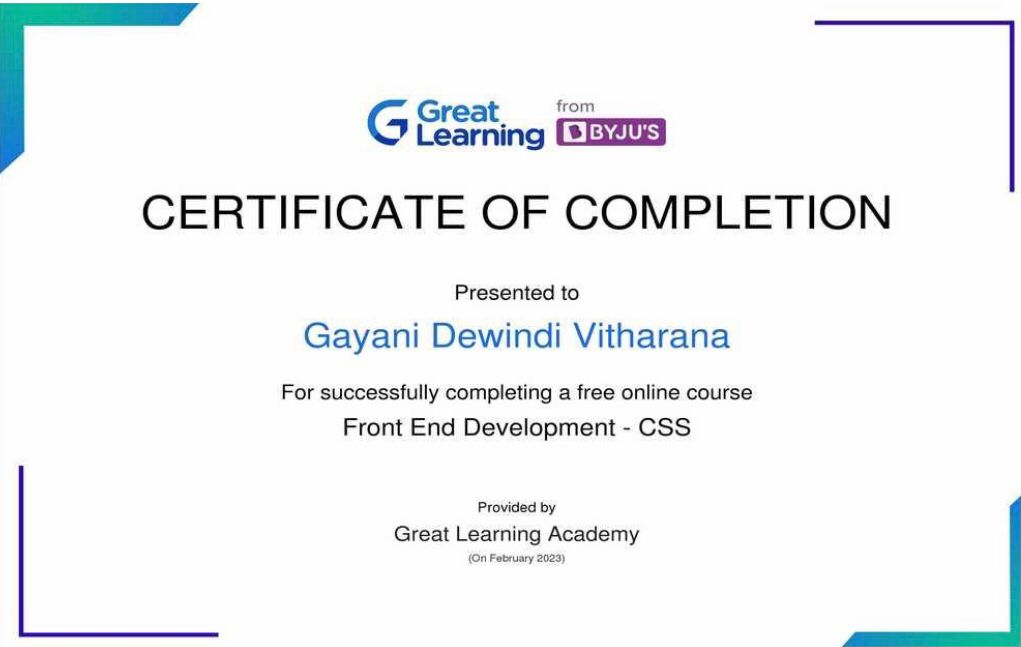 Great Learning
from BYJU'S
CERTIFICATE OF COMPLETION
Presented to
Gayani Dewindi Vitharana
For successfully completing a free online course
Front End Development - CSS
Provided by
Great Learning Academy
(On February 2023)